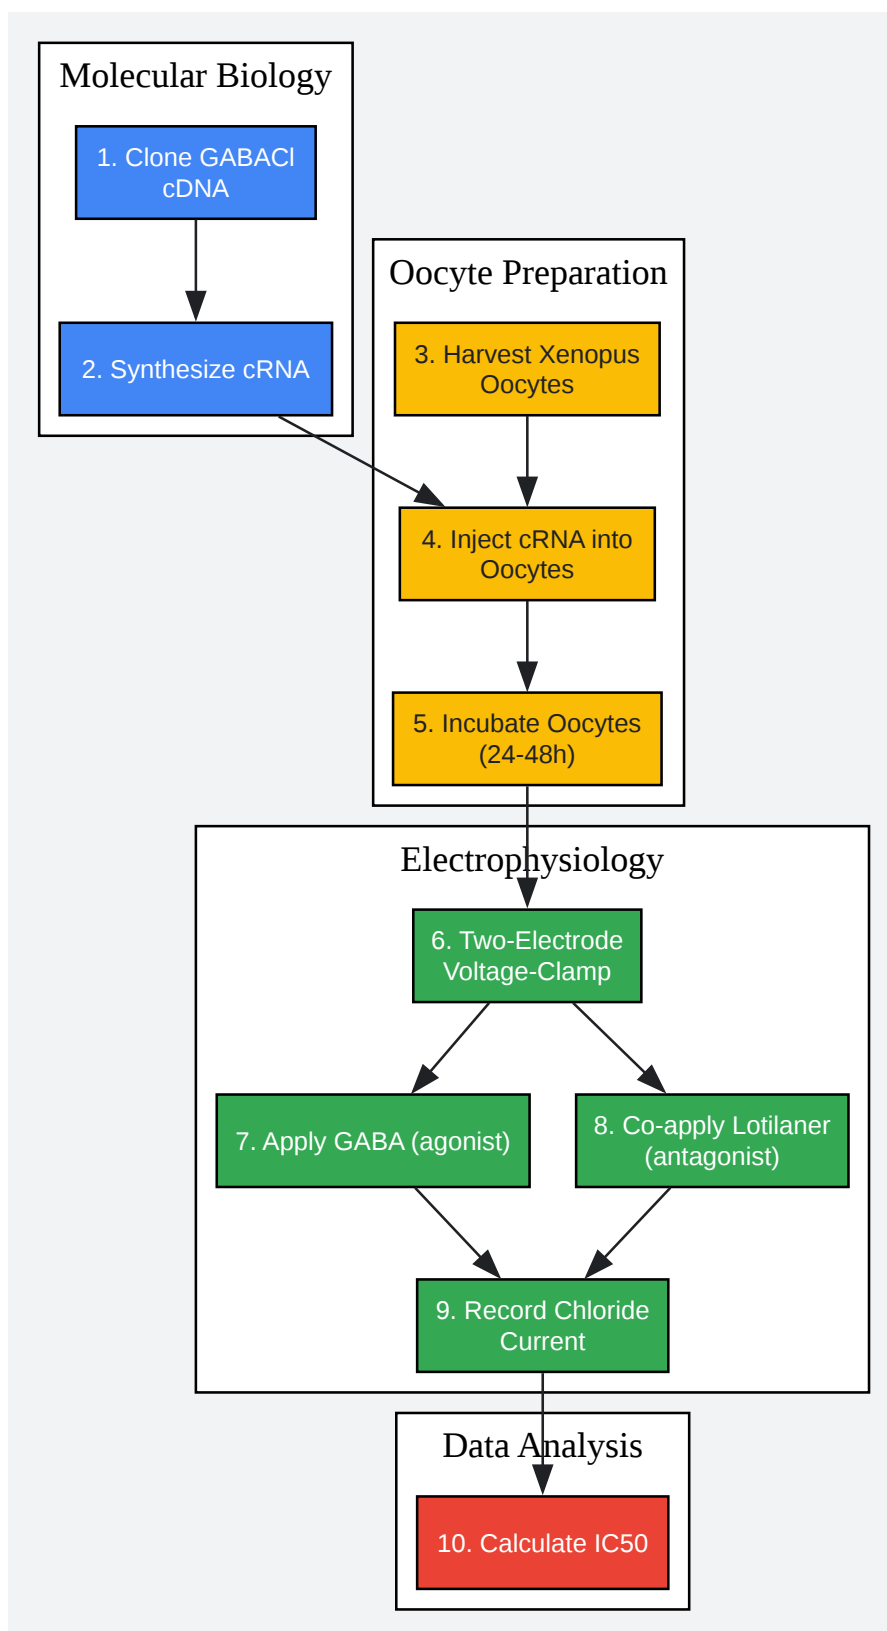 Molecular Biology
1. Clone GABACl
cDNA
2. Synthesize cRNA
Oocyte Preparation
3. Harvest Xenopus
Oocytes
4. Inject cRNA into
Oocytes
5. Incubate Oocytes
(24-48h)
Electrophysiology
6. Two-Electrode
Voltage-Clamp
7. Apply GABA (agonist)
8. Co-apply Lotilaner
(antagonist)
9. Record Chloride
Current
Data Analysis
10. Calculate IC50